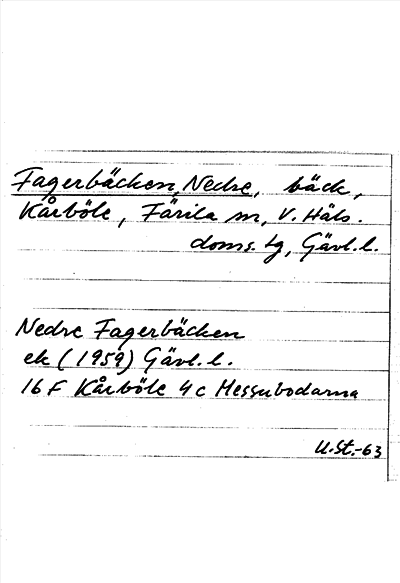 Fagerbäcken, Nedre, bäck,
Kårböle, Färila sn, V. Häls.
doms. tg, Gävl. l.
Nedre Fagerbäcken
ek (1959) Gävl. l.
16 F Kårböle 4 c Messubodarna
U.St.-63